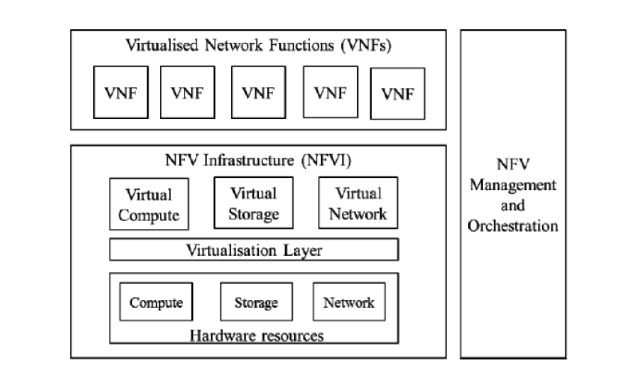 Virtualised Network Functions (VNFs)
VNF VNF VNF VNF VNF
NFV Infrastructure (NFVI)
Virtual
Compute
Virtual
Storage
Virtual
Network
Virtualisation Layer
Compute
Storage
Network
Hardware resources
NFV
Management
and
Orchestration